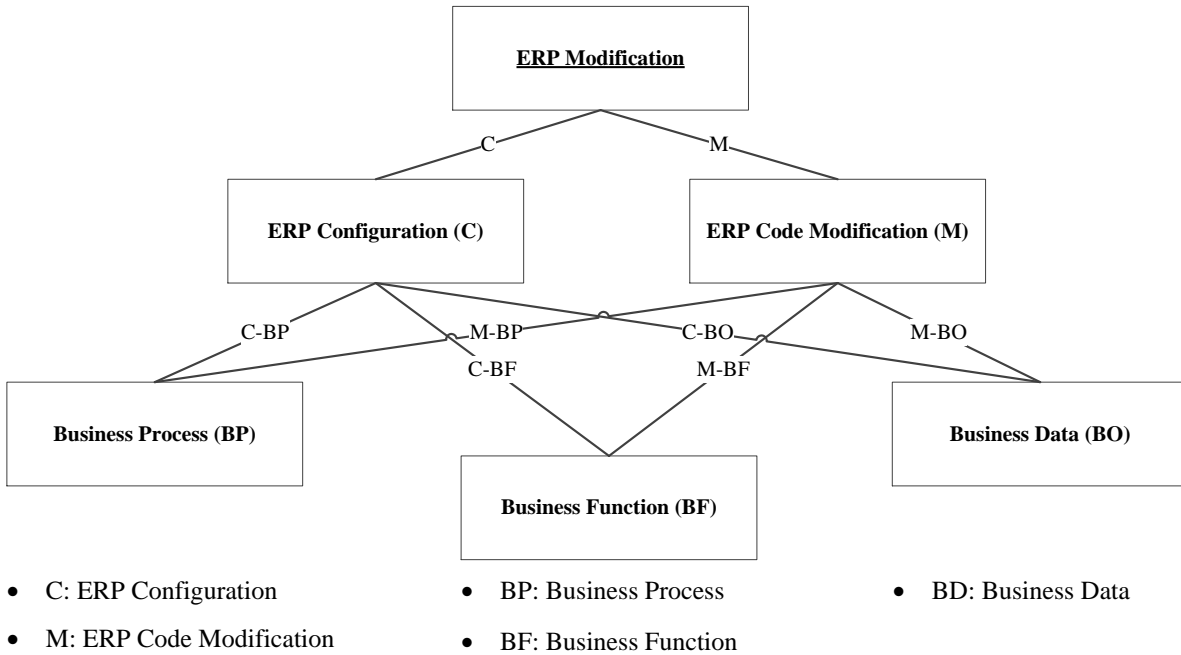 ERP Modification
C
M
ERP Configuration (C)
ERP Code Modification (M)
C-BP
M-BP
C-BO
M-BO
C-BF
M-BF
Business Process (BP)
Business Data (BO)
Business Function (BF)
• C: ERP Configuration
• BP: Business Process
• BD: Business Data
• M: ERP Code Modification
• BF: Business Function